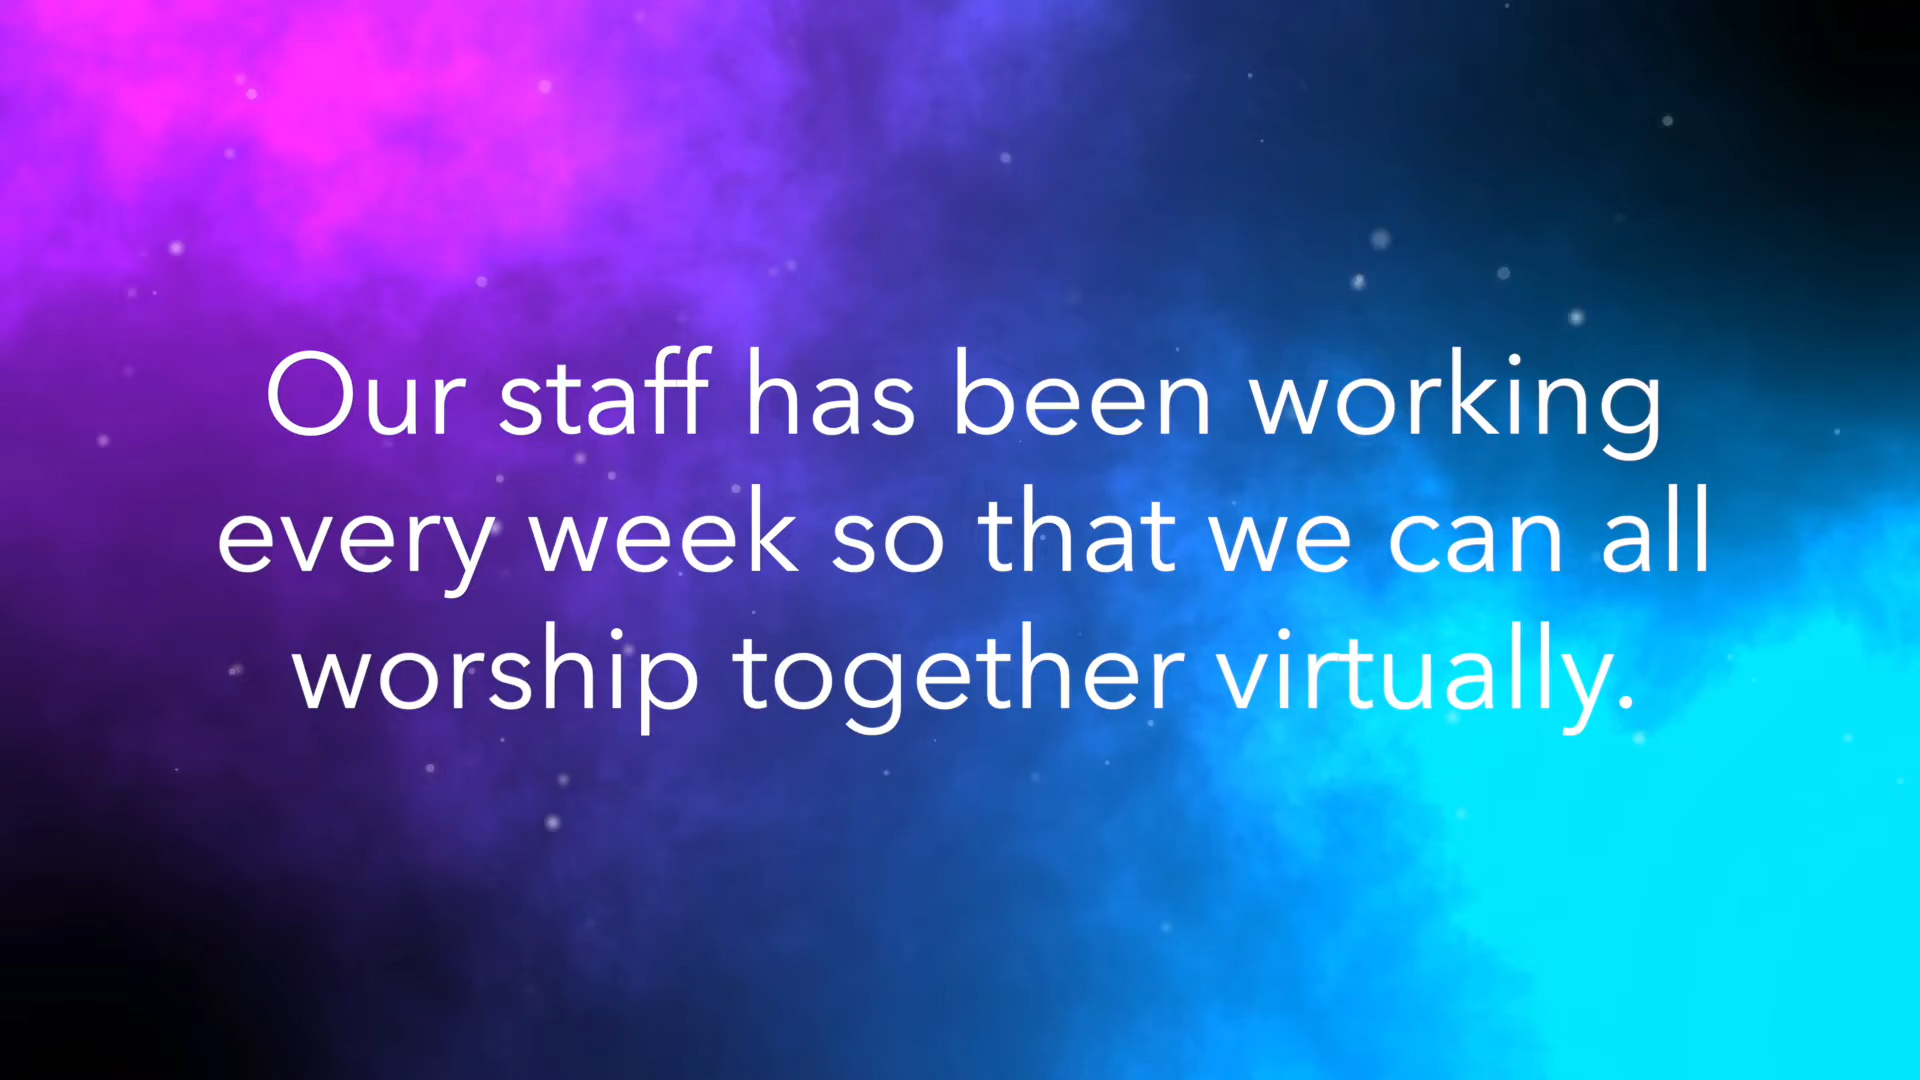 Our staff has been working
every week so that we can all
worship together virtually.